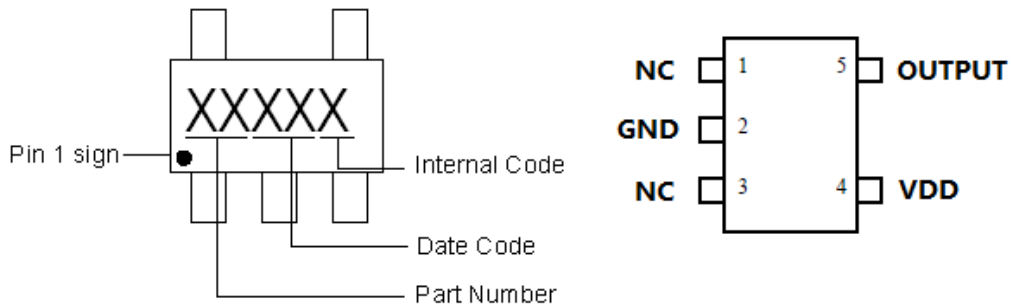 XXXXX
Pin 1 sign
Internal Code
Date Code
Part Number
NC 1 5 OUTPUT
GND 2
NC 3 4 VDD